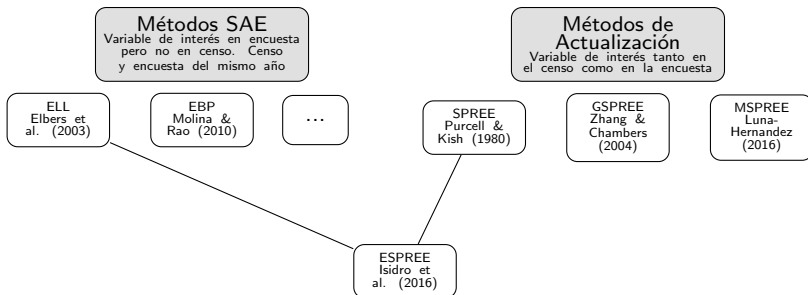 Métodos SAE
Variable de interés en encuesta
pero no en censo. Censo
y encuesta del mismo año
Métodos de
Actualización
Variable de interés tanto en
el censo como en la encuesta
ELL
Elbers et
al. (2003)
EBP
Molina &
Rao (2010)
...
SPREE
Purcell &
Kish (1980)
GSPREE
Zhang &
Chambers
(2004)
MSPREE
Luna-
Hernandez
(2016)
ESPREE
Isidro et
al. (2016)